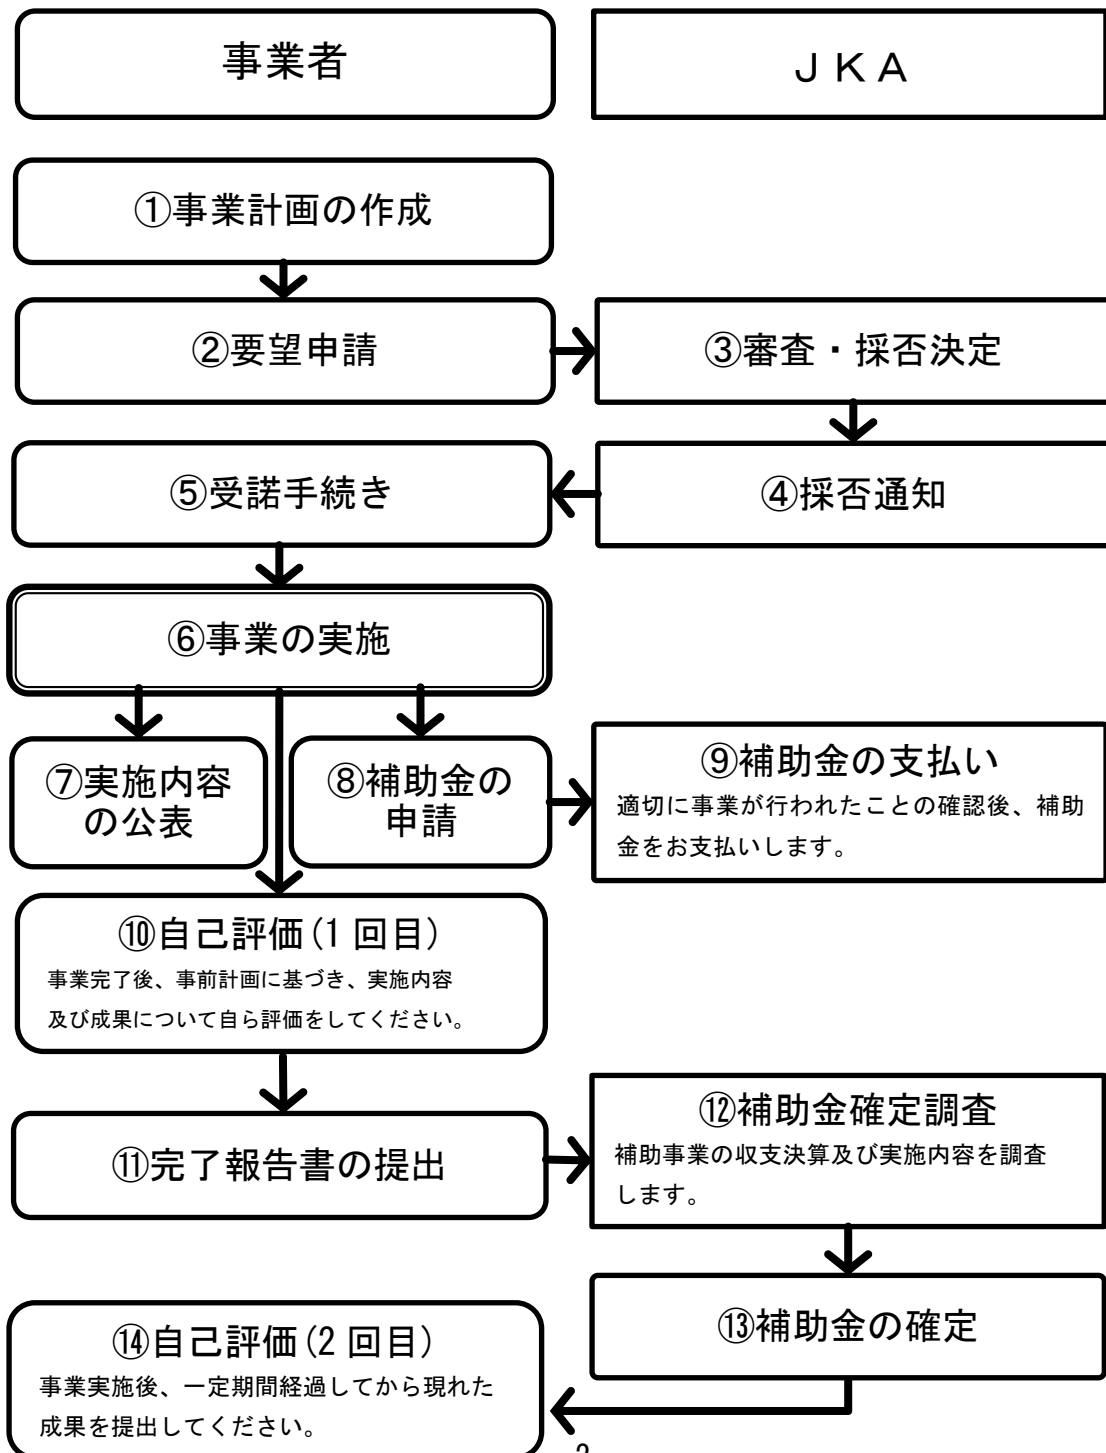 事業者
ＪＫＡ
①事業計画の作成
②要望申請
③審査・採否決定
④採否通知
⑤受諾手続き
⑥事業の実施
⑦実施内容
の公表
⑧補助金の
申請
⑨補助金の支払い
適切に事業が行われたことの確認後、補助
金をお支払いします。
⑩自己評価(1回目)
事業完了後、事前計画に基づき、実施内容
及び成果について自ら評価をしてください。
⑪完了報告書の提出
⑫補助金確定調査
補助事業の収支決算及び実施内容を調査
します。
⑬補助金の確定
⑭自己評価(2回目)
事業実施後、一定期間経過してから現れた
成果を提出してください。